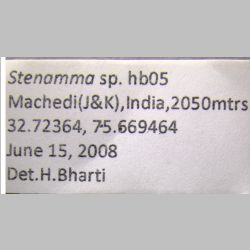 Stenamma sp. hb05
Machedi(J&K),India,2050mtrs
32.72364, 75.669464
June 15, 2008
Det.H.Bharti